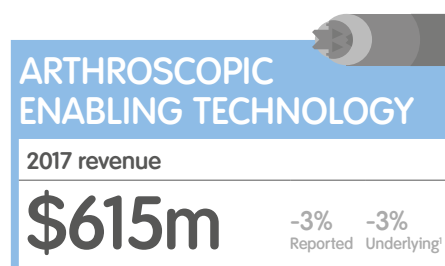 ARTHROSCOPIC
ENABLING TECHNOLOGY
2017 revenue
$615m
-3% -3%
Reported Underlying¹